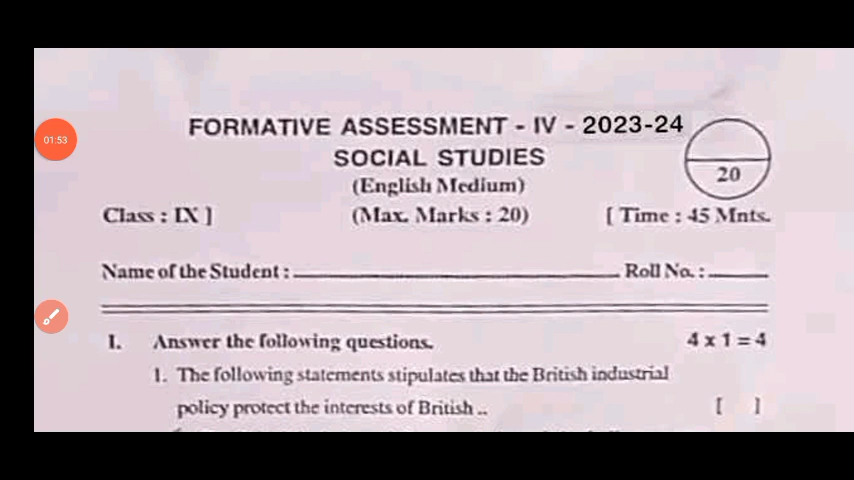 FORMATIVE ASSESSMENT - IV - 2023-24
SOCIAL STUDIES
20
(English Medium)
Class : IX ] (Max. Marks : 20) [ Time : 45 Mnts.
Name of the Student : Roll No. :
I. Answer the following questions. 4 x 1 = 4
1. The following statements stipulates that the British industrial
policy protect the interests of British .. [ ]
01:53